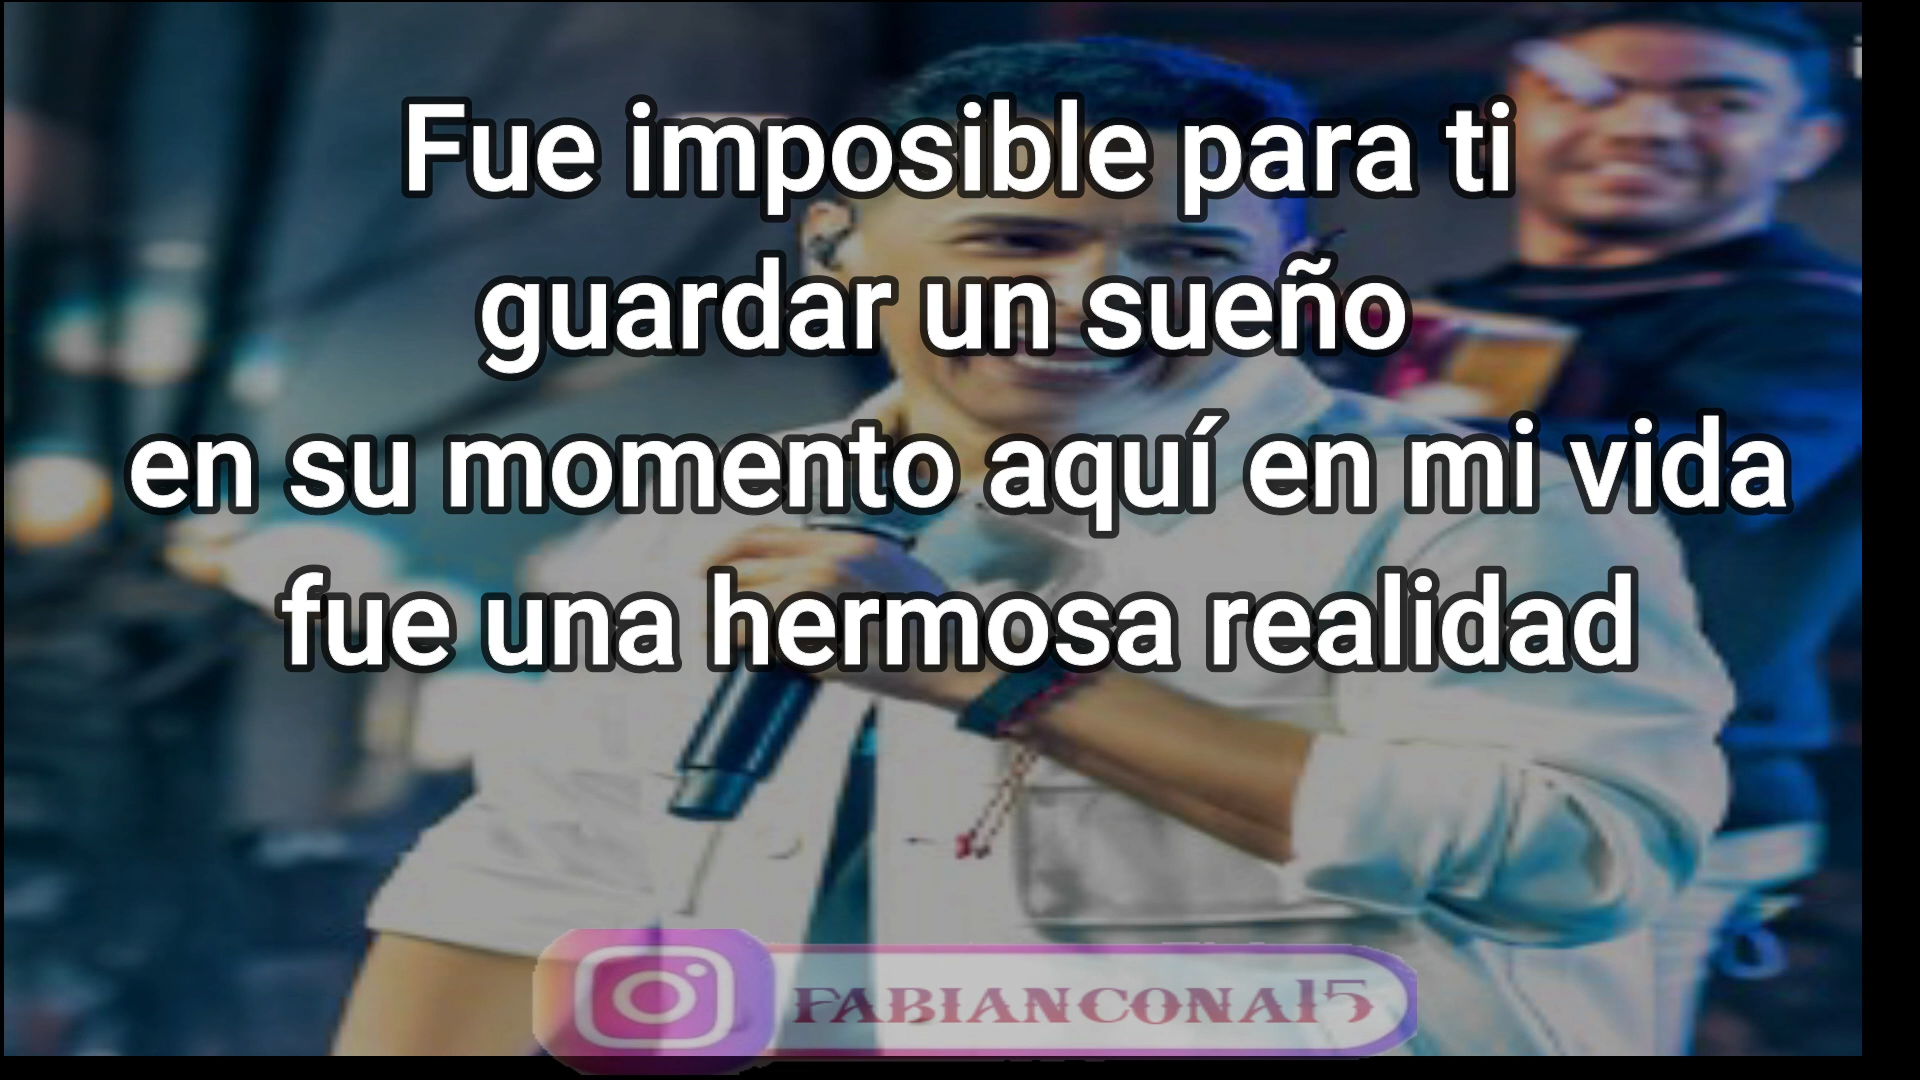 Fue imposible para ti
guardar un sueño
en su momento aquí en mi vida
fue una hermosa realidad
FABIANCONA15